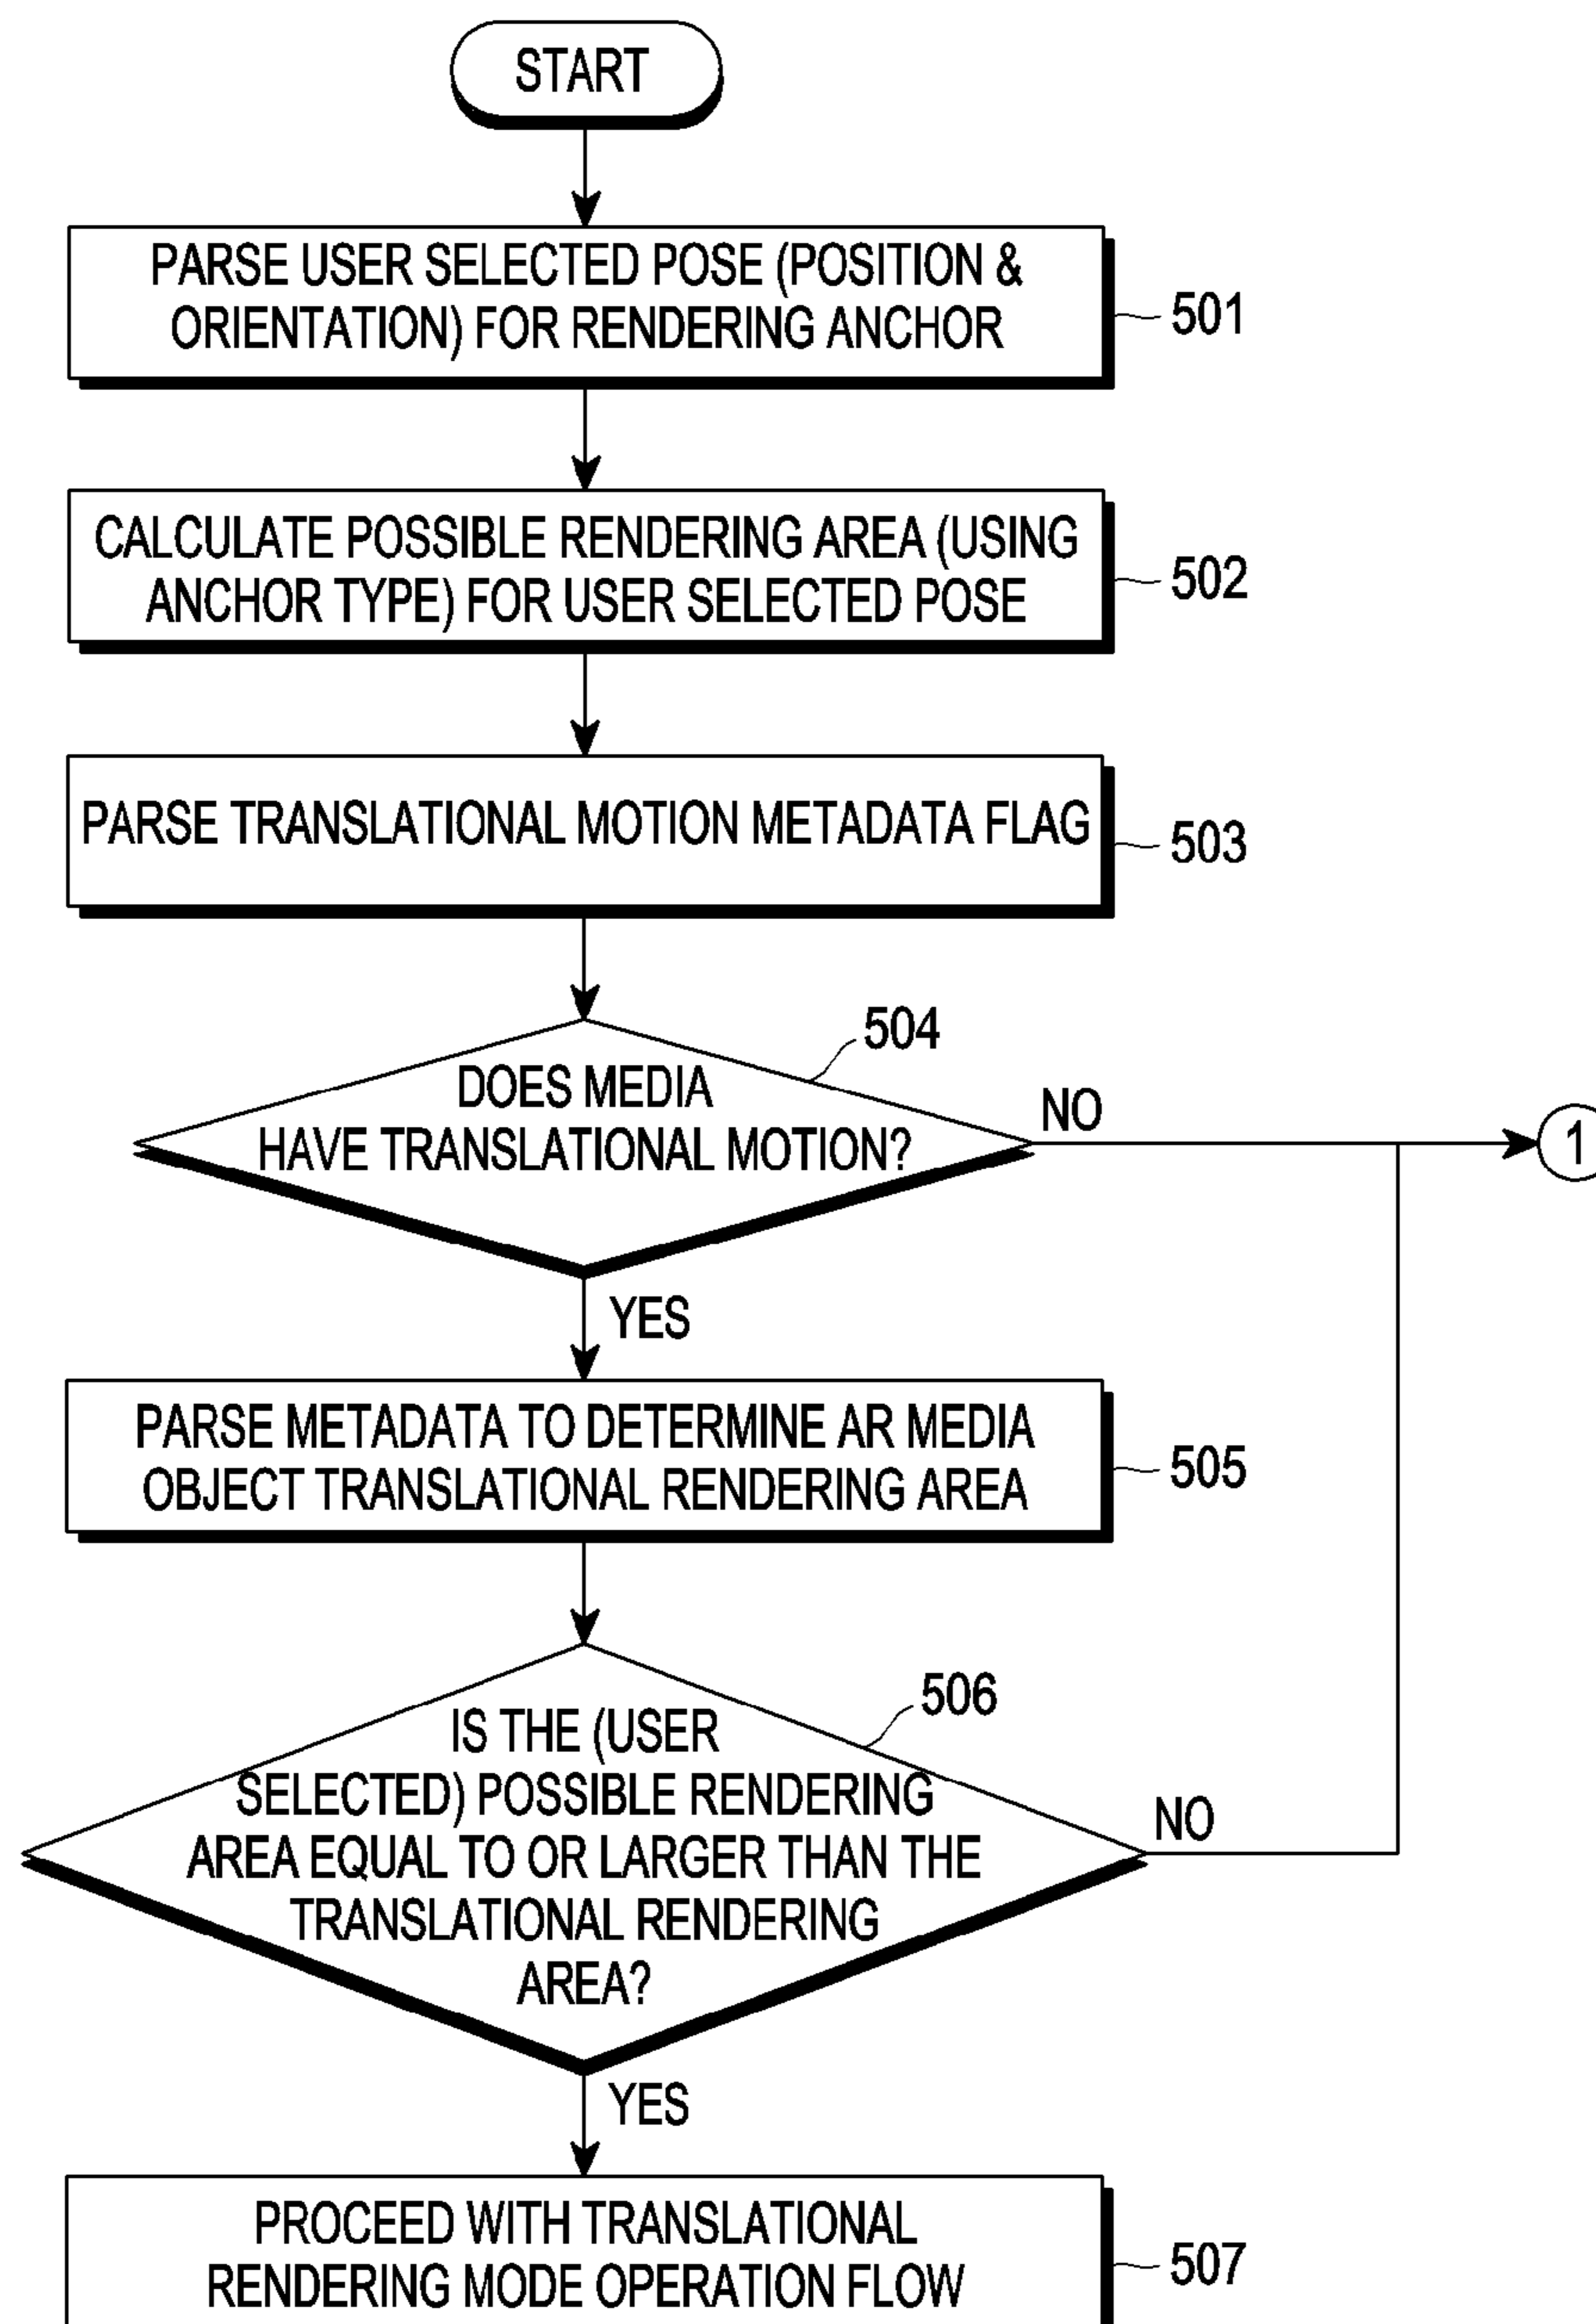 START
PARSE USER SELECTED POSE (POSITION &
ORIENTATION) FOR RENDERING ANCHOR
501
CALCULATE POSSIBLE RENDERING AREA (USING
ANCHOR TYPE) FOR USER SELECTED POSE
502
PARSE TRANSLATIONAL MOTION METADATA FLAG
503
504
DOES MEDIA
HAVE TRANSLATIONAL MOTION?
NO
1
YES
PARSE METADATA TO DETERMINE AR MEDIA
OBJECT TRANSLATIONAL RENDERING AREA
505
506
IS THE (USER
SELECTED) POSSIBLE RENDERING
AREA EQUAL TO OR LARGER THAN THE
TRANSLATIONAL RENDERING
AREA?
NO
YES
PROCEED WITH TRANSLATIONAL
RENDERING MODE OPERATION FLOW
507